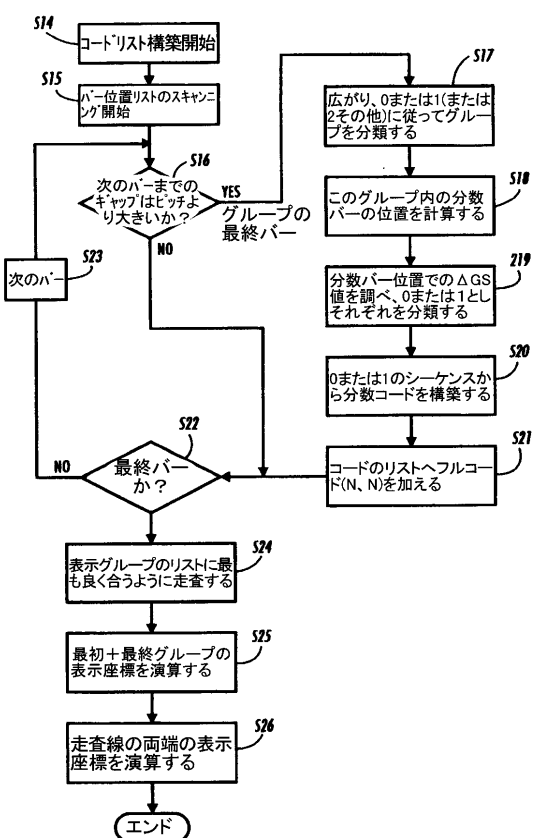 S14
コードリスト構築開始
S15
バー位置リストのスキャンニ
ング開始
S16
次のバーまでの
ギャップはピッチよ
り大きいか?
YES
グループの
最終バー
NO
S23
次のバー
S17
広がり、0または1(または
2その他)に従ってグルー
プを分類する
S18
このグループ内の分数
バーの位置を計算する
219
分数バー位置でのΔGS
値を調べ、0または1とし
それぞれを分類する
S20
0または1のシーケンスか
ら分数コードを構築する
S21
コードのリストへフルコー
ド(N、N)を加える
S22
最終バー
か?
NO
S24
表示グループのリストに最
も良く合うように走査する
S25
最初+最終グループの
表示座標を演算する
S26
走査線の両端の表示
座標を演算する
エンド